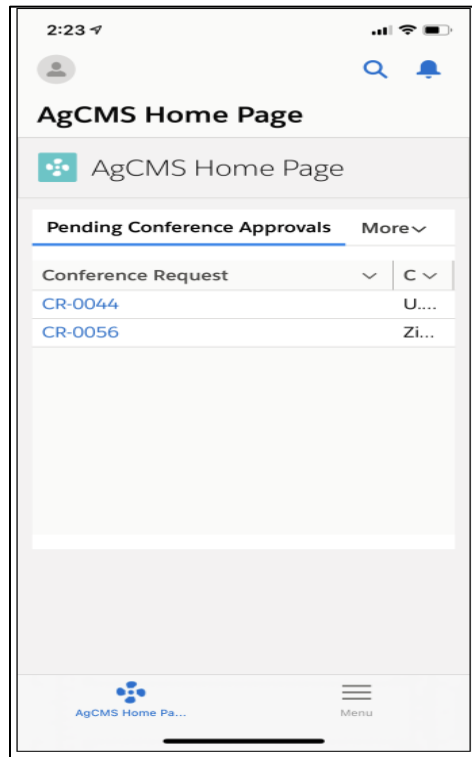 2:23
AgCMS Home Page
AgCMS Home Page
Pending Conference Approvals More
Conference Request C
CR-0044 U....
CR-0056 Zi...
AgCMS Home Pa... Menu